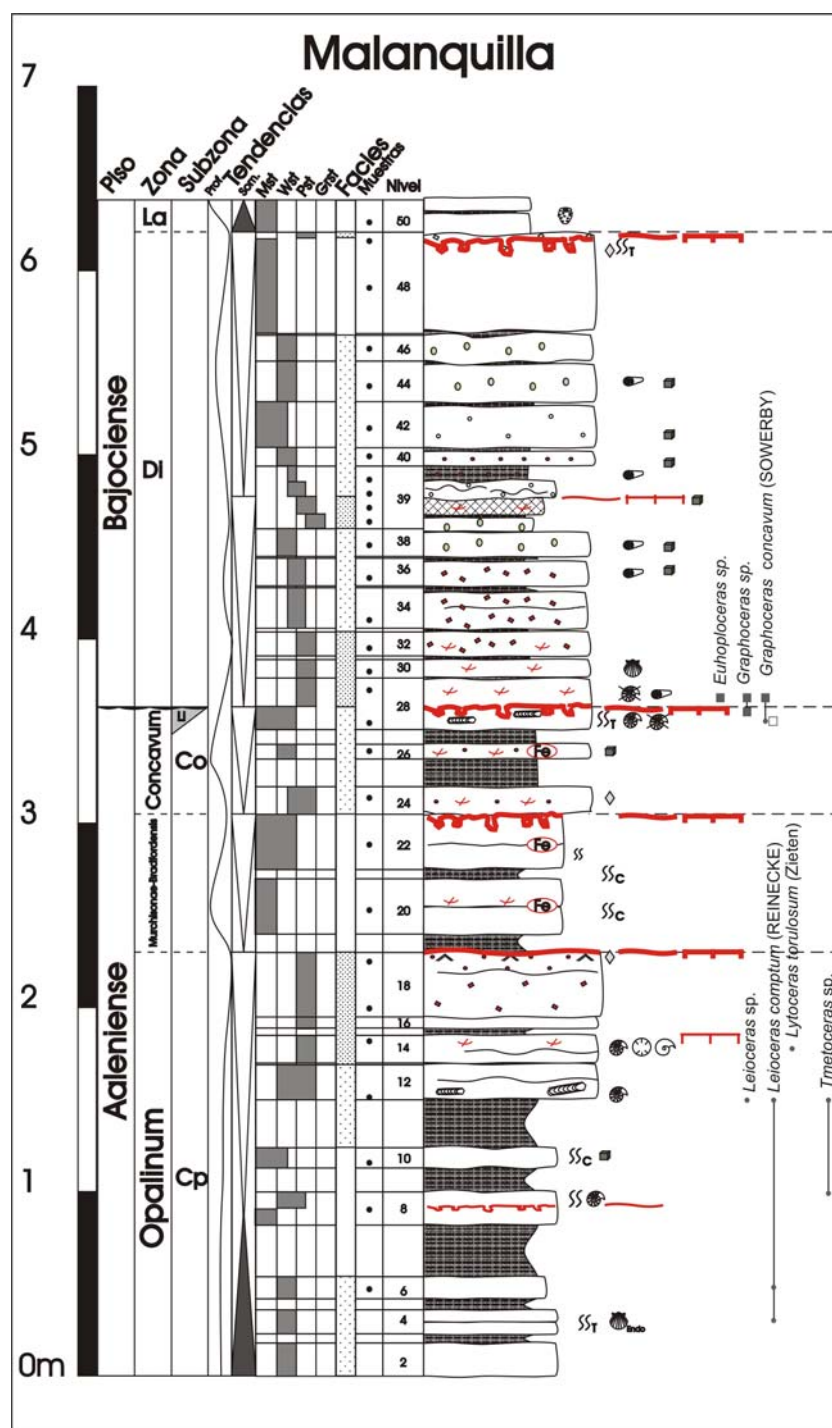 Malanquilla
7
6
5
4
3
2
1
0m
Piso
Zona
Subzona
Prof.
Tendencias
Som.
Mst
Wst
Pst
Grst
Facies
Muestras
Nivel
Bajociense
Aaleniense
La
DI
Concavum
Murchisonae-Bradfordensis
Opalinum
Li
Co
Cp
50
48
46
44
42
40
39
38
36
34
32
30
28
26
24
22
20
18
16
14
12
10
8
6
4
2
Fe
Fe
Fe
T
T
C
C
C
T
Endo
Euhoploceras sp.
Graphoceras sp.
Graphoceras concavum (SOWERBY)
Leioceras sp.
Leioceras comptum (REINECKE)
Lytoceras torulosum (Zieten)
Tmetoceras sp.